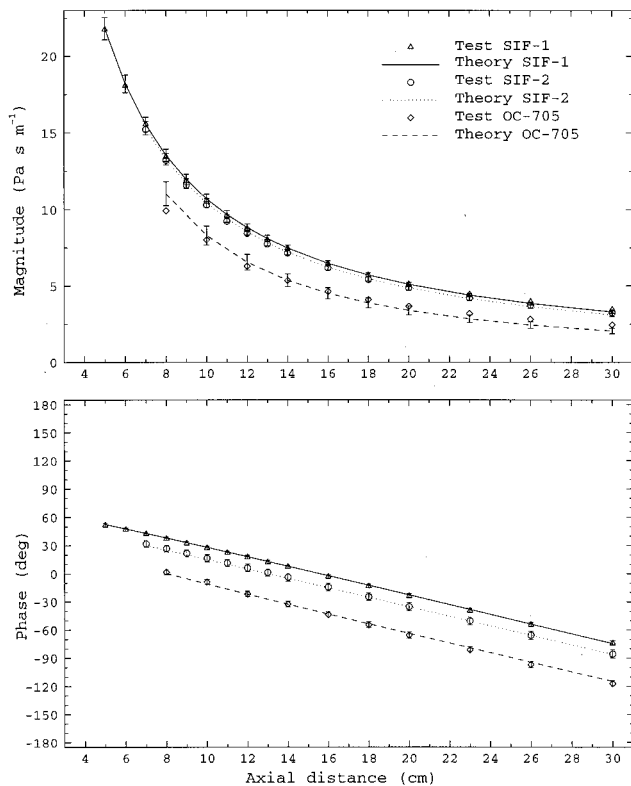 20
15
10
5
0
Magnitude (Pa s m⁻¹)
Test SIF-1
Theory SIF-1
Test SIF-2
Theory SIF-2
Test OC-705
Theory OC-705
4 6 8 10 12 14 16 18 20 22 24 26 28 30
180
150
120
90
60
30
0
-30
-60
-90
-120
-150
-180
Phase (deg)
4 6 8 10 12 14 16 18 20 22 24 26 28 30
Axial distance (cm)